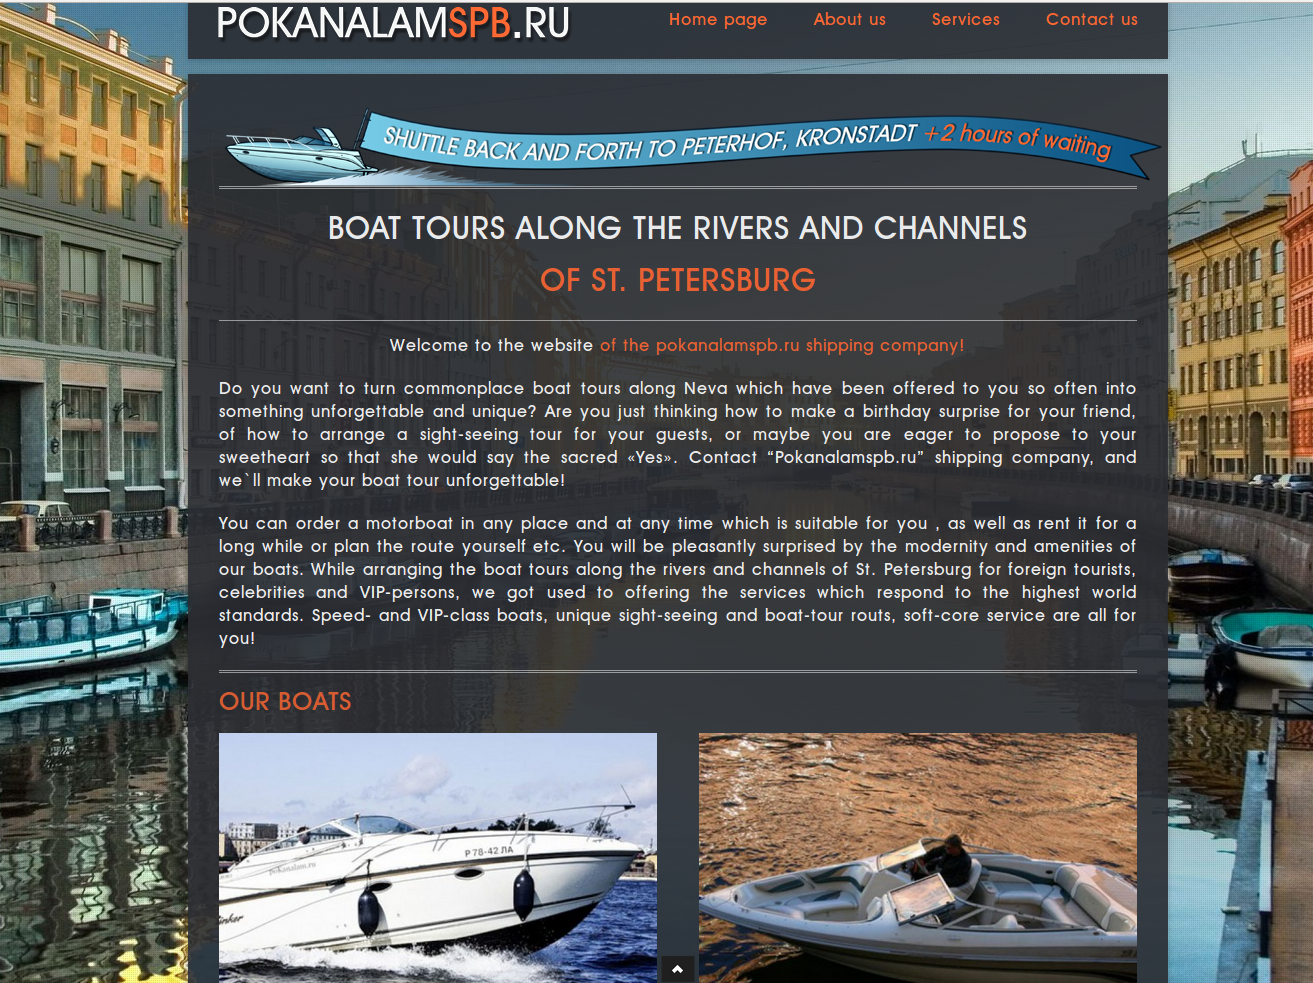 POKANALAMSPB.RU
Home page About us Services Contact us
SHUTTLE BACK AND FORTH TO PETERHOF, KRONSTADT +2 hours of waiting
BOAT TOURS ALONG THE RIVERS AND CHANNELS
OF ST. PETERSBURG
Welcome to the website of the pokanalamspb.ru shipping company!
Do you want to turn commonplace boat tours along Neva which have been offered to you so often into
something unforgettable and unique? Are you just thinking how to make a birthday surprise for your friend,
of how to arrange a sight-seeing tour for your guests, or maybe you are eager to propose to your
sweetheart so that she would say the sacred «Yes». Contact “Pokanalamspb.ru” shipping company, and
we`ll make your boat tour unforgettable!
You can order a motorboat in any place and at any time which is suitable for you , as well as rent it for a
long while or plan the route yourself etc. You will be pleasantly surprised by the modernity and amenities of
our boats. While arranging the boat tours along the rivers and channels of St. Petersburg for foreign tourists,
celebrities and VIP-persons, we got used to offering the services which respond to the highest world
standards. Speed- and VIP-class boats, unique sight-seeing and boat-tour routs, soft-core service are all for
you!
OUR BOATS
Р78-42 ЛА
pokanalam.ru